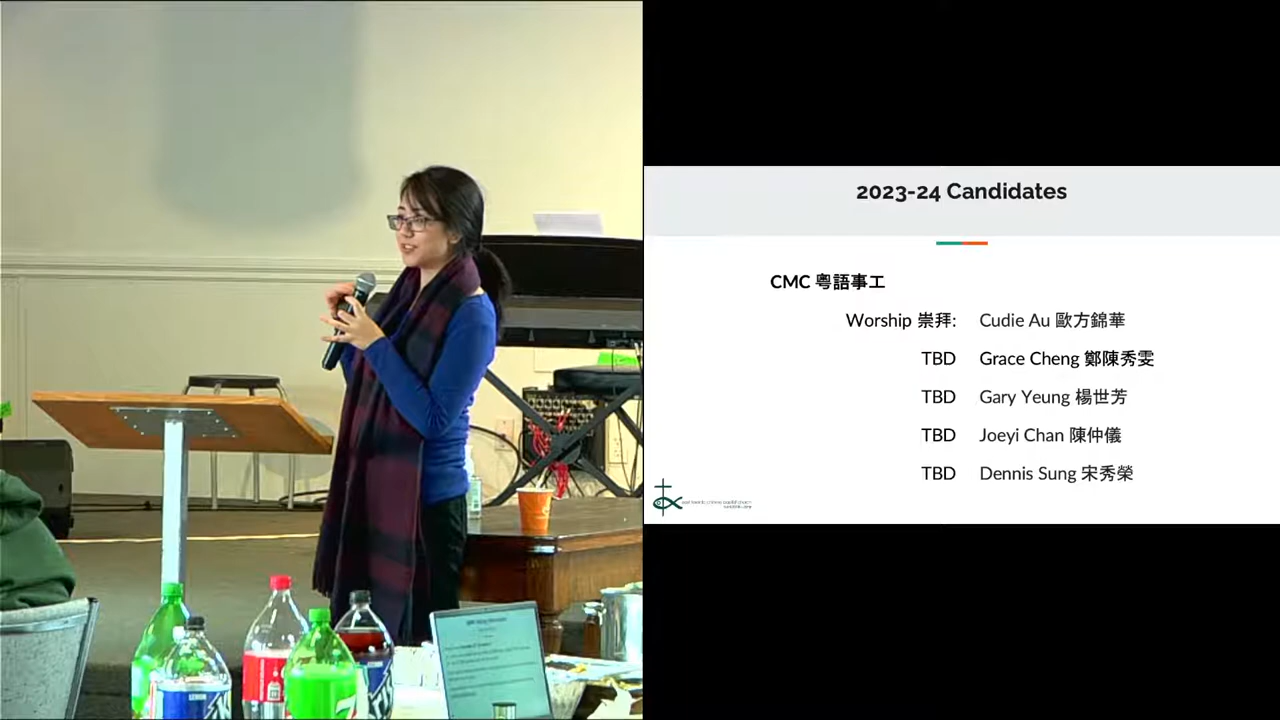 2023-24 Candidates
CMC 粵語事工
Worship 崇拜: Cudie Au 歐方錦華
TBD Grace Cheng 鄭陳秀雯
TBD Gary Yeung 楊世芳
TBD Joeyi Chan 陳仲儀
TBD Dennis Sung 宋秀榮